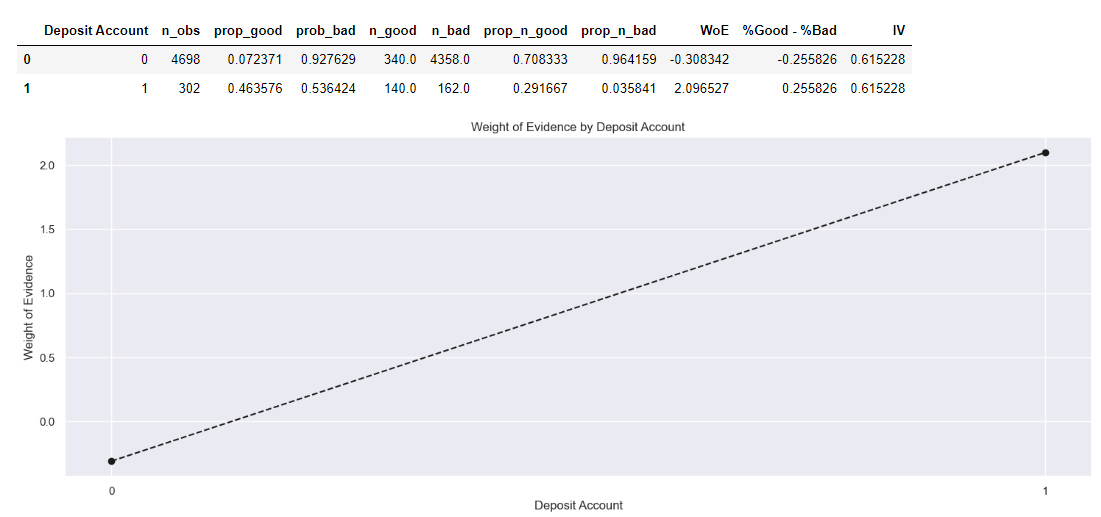 Deposit Account n_obs prop_good prob_bad n_good n_bad prop_n_good prop_n_bad WoE %Good - %Bad IV
0 0 4698 0.072371 0.927629 340.0 4358.0 0.708333 0.964159 -0.308342 -0.255826 0.615228
1 1 302 0.463576 0.536424 140.0 162.0 0.291667 0.035841 2.096527 0.255826 0.615228
Weight of Evidence by Deposit Account
2.0
1.5
1.0
0.5
0.0
Weight of Evidence
0 1
Deposit Account